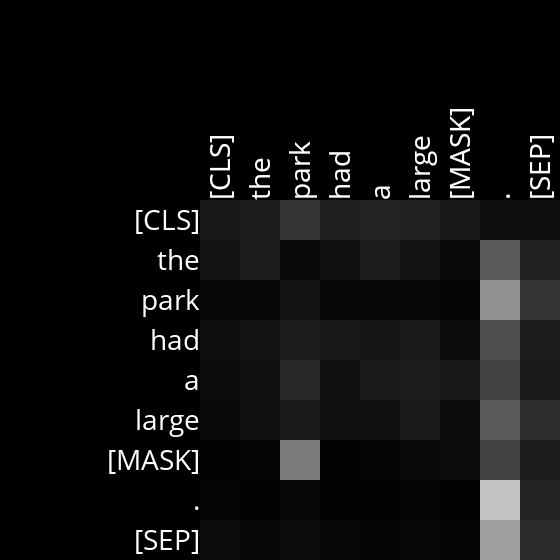 [CLS] the park had a large [MASK] . [SEP]
[CLS]
the
park
had
a
large
[MASK]
.
[SEP]